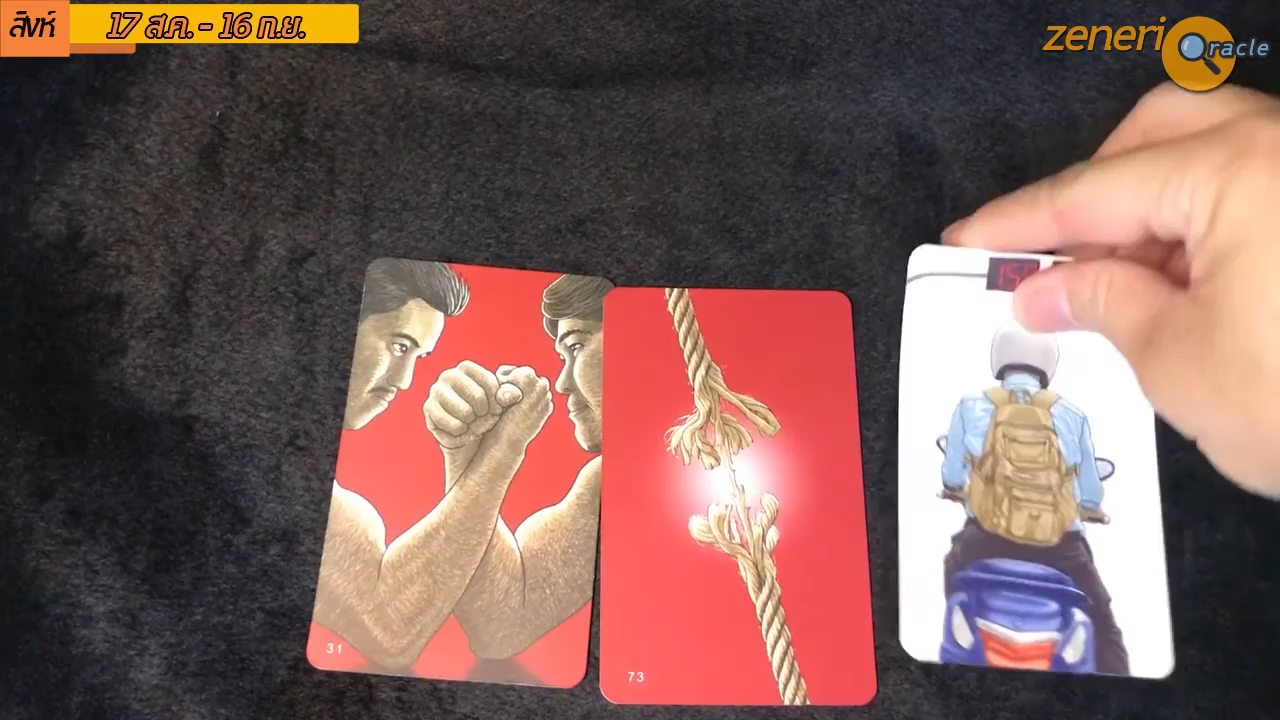 สิงห์
17 ส.ค. - 16 ก.ย.
zeneri
racle
31
73